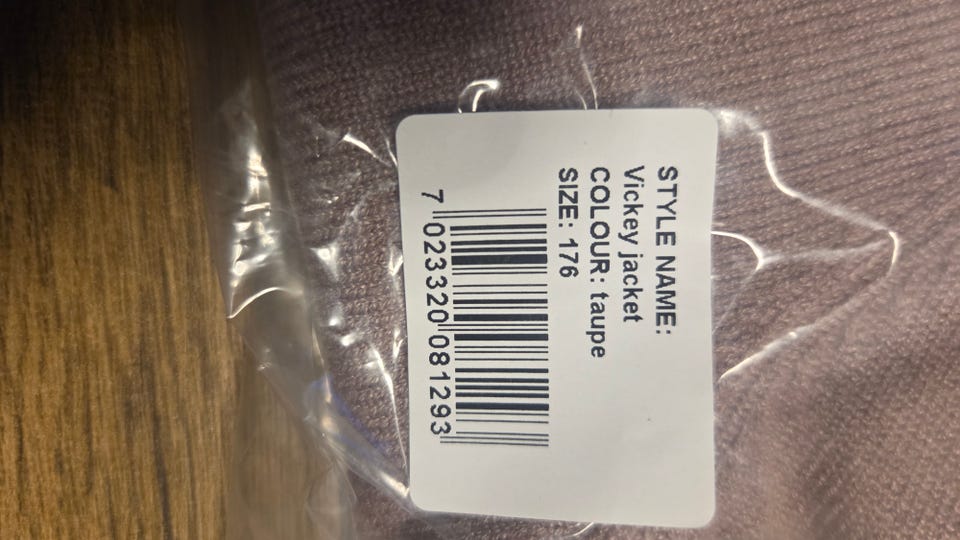 STYLE NAME:
Vickey jacket
COLOUR: taupe
SIZE: 176
7 023320 081293